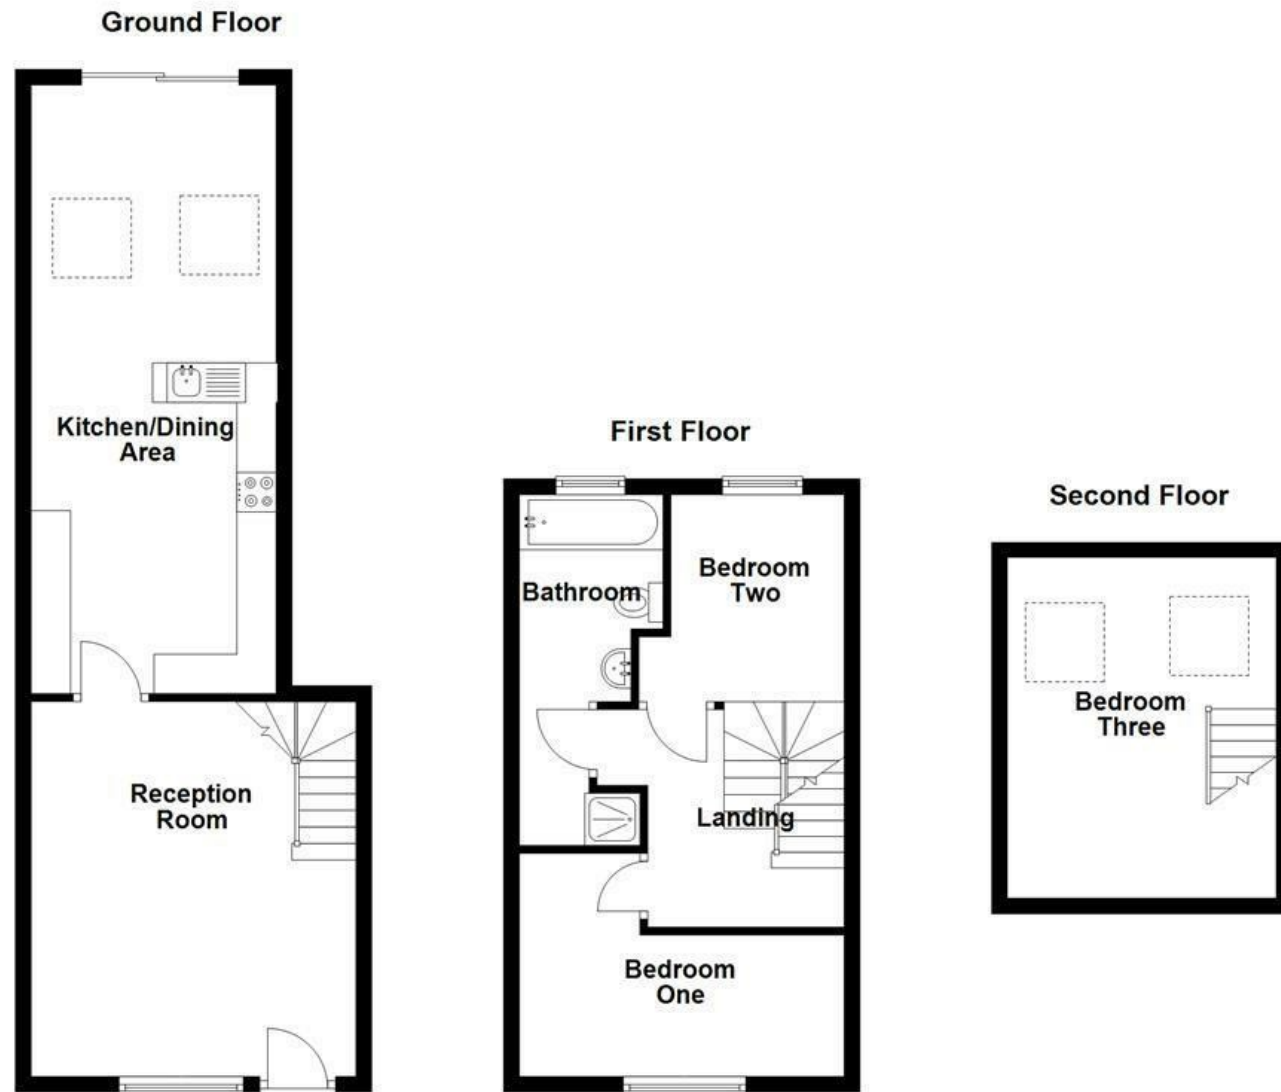 Ground Floor
Kitchen/Dining
Area
Reception
Room
First Floor
Bathroom
Bedroom
Two
Landing
Bedroom
One
Second Floor
Bedroom
Three